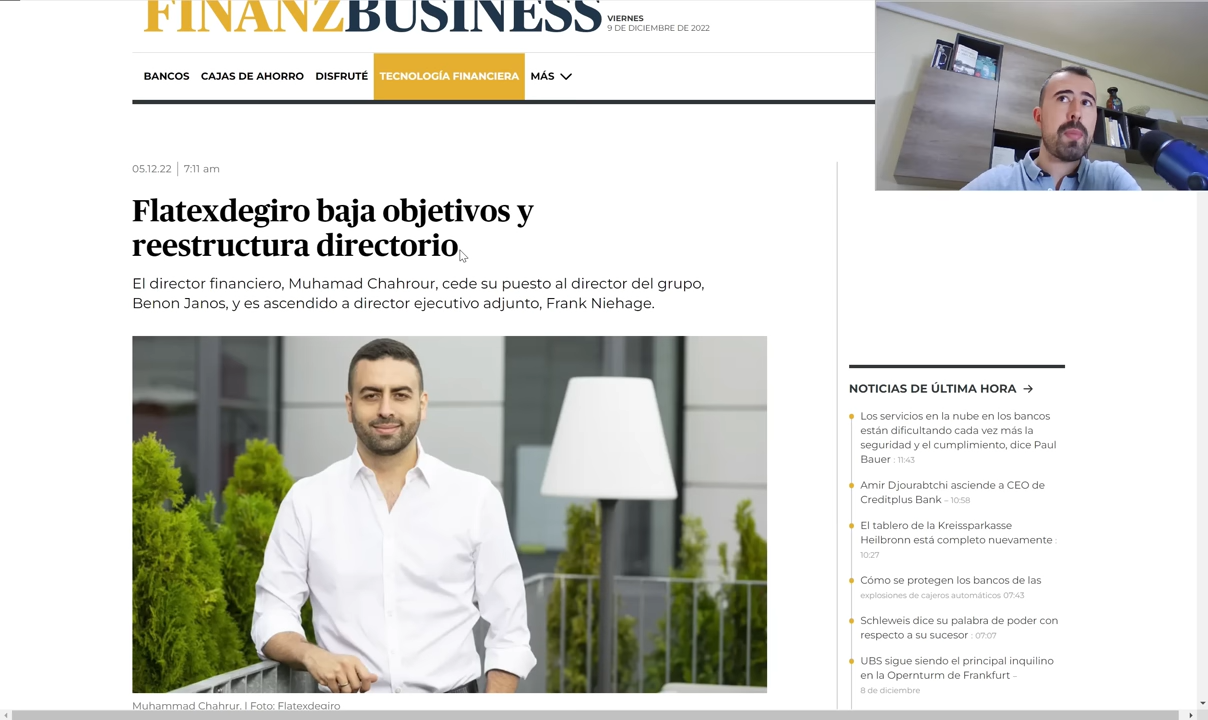 FINANZBUSINESS
VIERNES
9 DE DICIEMBRE DE 2022
BANCOS CAJAS DE AHORRO DISFRUTÉ TECNOLOGÍA FINANCIERA MÁS
05.12.22 7:11 am
Flatexdegiro baja objetivos y
reestructura directorio
El director financiero, Muhamad Chahrour, cede su puesto al director del grupo,
Benon Janos, y es ascendido a director ejecutivo adjunto, Frank Niehage.
Muhammad Chahrur. | Foto: Flatexdegiro
NOTICIAS DE ÚLTIMA HORA →
Los servicios en la nube en los bancos
están dificultando cada vez más la
seguridad y el cumplimiento, dice Paul
Bauer : 11:43
Amir Djourabtchi asciende a CEO de
Creditplus Bank – 10:58
El tablero de la Kreissparkasse
Heilbronn está completo nuevamente :
10:27
Cómo se protegen los bancos de las
explosiones de cajeros automáticos 07:43
Schleweis dice su palabra de poder con
respecto a su sucesor : 07:07
UBS sigue siendo el principal inquilino
en la Opernturm de Frankfurt –
8 de diciembre